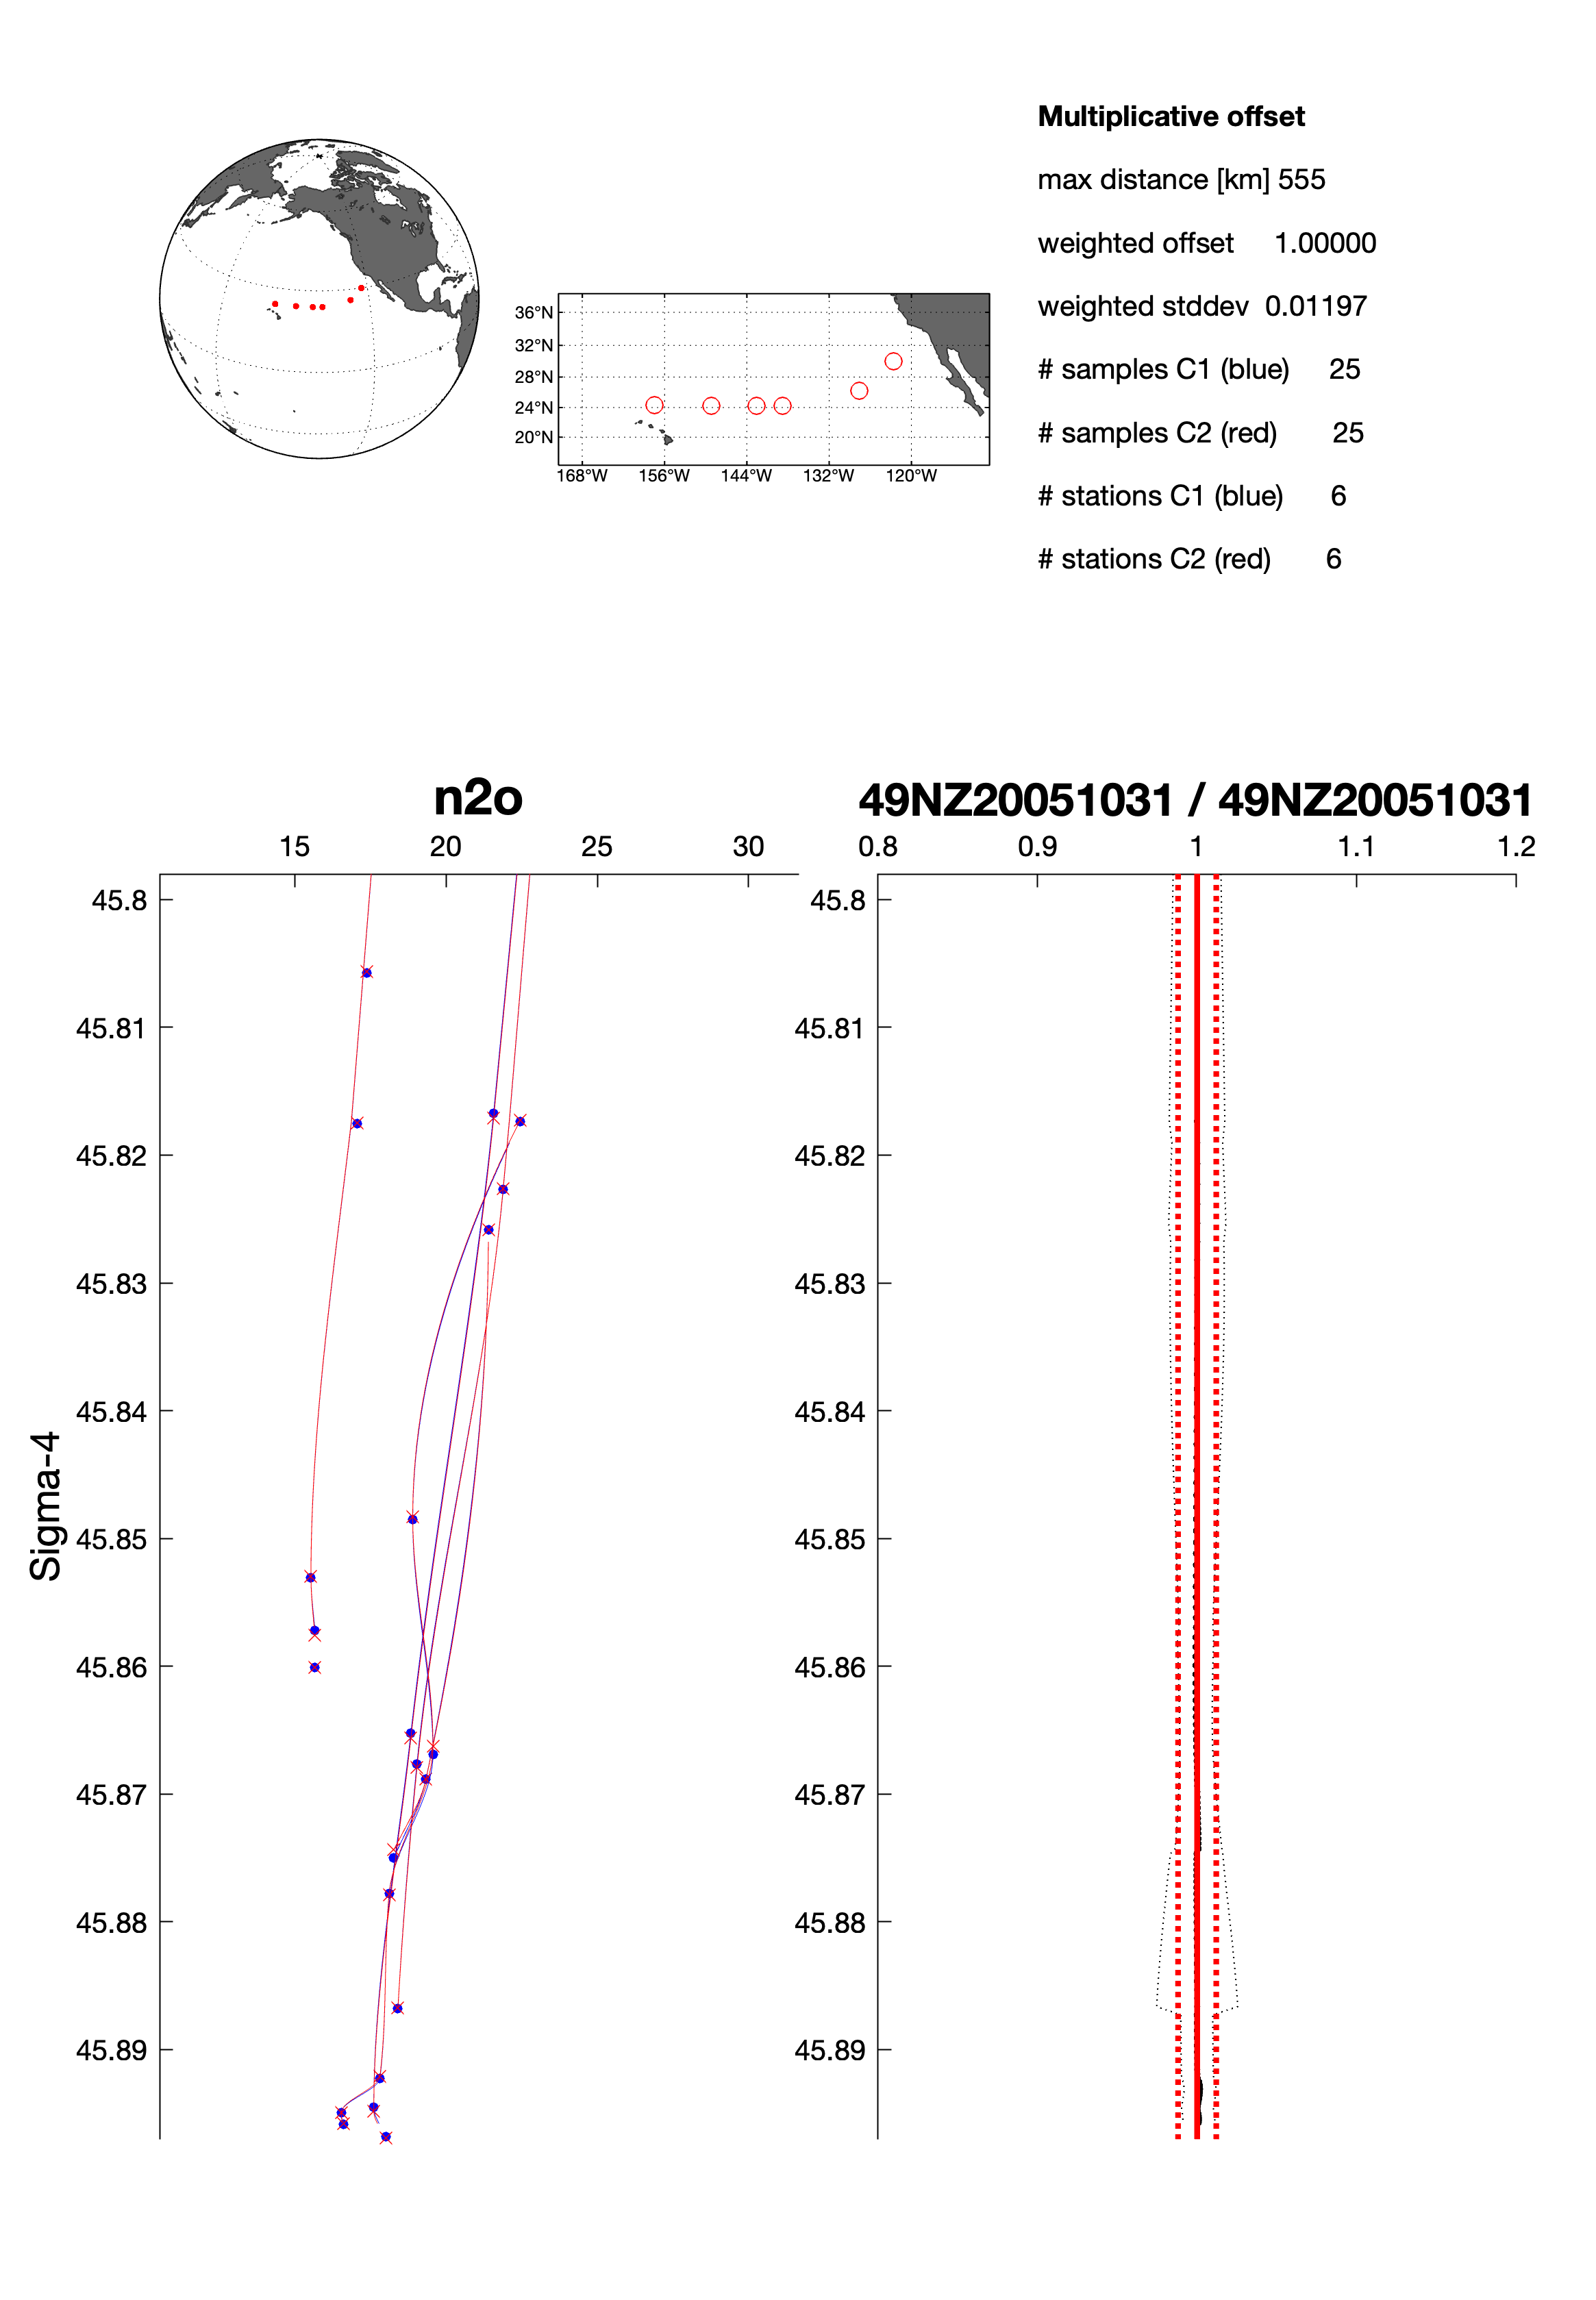 Multiplicative offset
max distance [km] 555
weighted offset 1.00000
weighted stddev 0.01197
# samples C1 (blue) 25
# samples C2 (red) 25
# stations C1 (blue) 6
# stations C2 (red) 6
36°N
32°N
28°N
24°N
20°N
168°W 156°W 144°W 132°W 120°W
n2o
15 20 25 30
45.8
45.81
45.82
45.83
45.84
45.85
45.86
45.87
45.88
45.89
Sigma-4
49NZ20051031 / 49NZ20051031
0.8 0.9 1 1.1 1.2
45.8
45.81
45.82
45.83
45.84
45.85
45.86
45.87
45.88
45.89